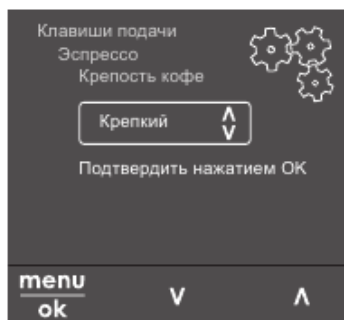 Клавиши подачи
Эспрессо
Крепость кофе
Крепкий
Подтвердить нажатием OK
menu
ok